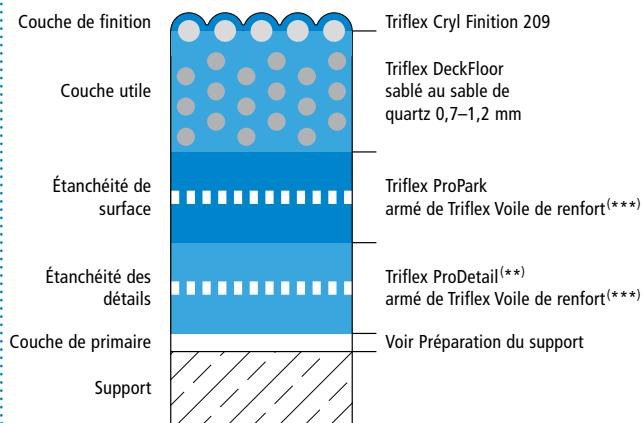 Couche de finition
Triflex Cryl Finition 209
Couche utile
Triflex DeckFloor
sablé au sable de
quartz 0,7–1,2 mm
Étanchéité de
surface
Triflex ProPark
armé de Triflex Voile de renfort(***)
Étanchéité des
détails
Triflex ProDetail(**)
armé de Triflex Voile de renfort(***)
Couche de primaire
Voir Préparation du support
Support